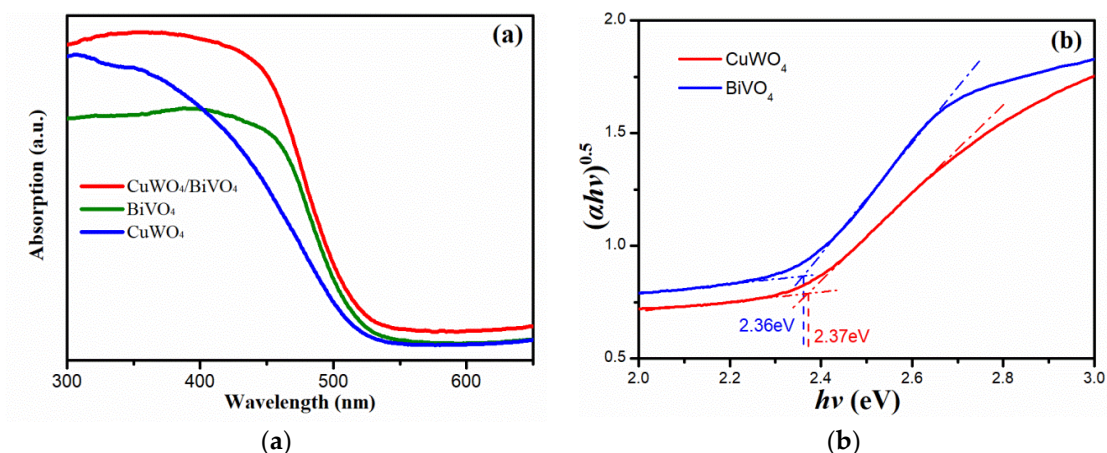 (a)
Absorption (a.u.)
CuWO₄/BiVO₄
BiVO₄
CuWO₄
300
400
500
600
Wavelength (nm)
(a)
(b)
(αhν)⁰·⁵
2.0
1.5
1.0
0.5
CuWO₄
BiVO₄
2.36eV
2.37eV
2.0
2.2
2.4
2.6
2.8
3.0
hν (eV)
(b)